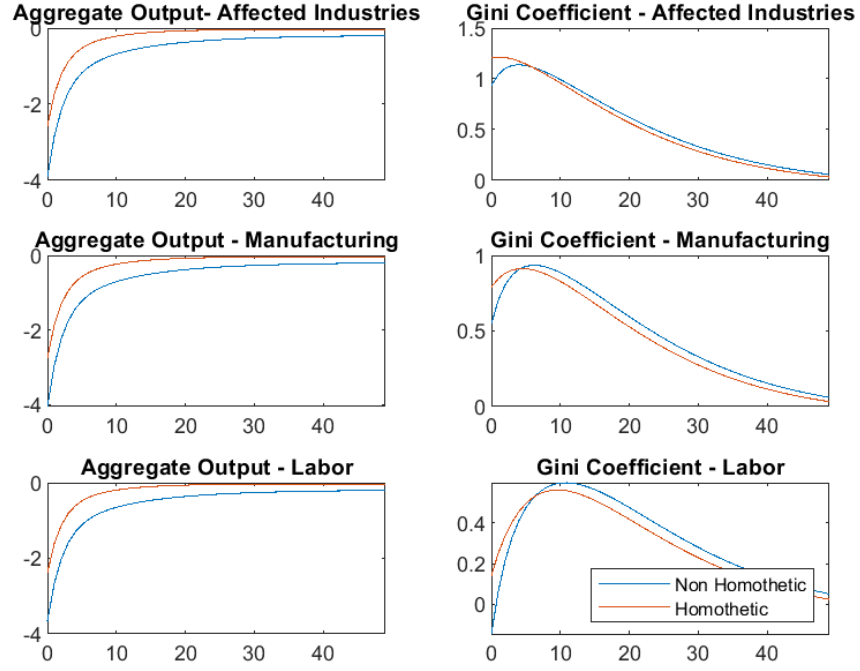 Aggregate Output- Affected Industries
0
-2
-4
0 10 20 30 40
Gini Coefficient - Affected Industries
1.5
1
0.5
0
0 10 20 30 40
Aggregate Output - Manufacturing
0
-2
-4
0 10 20 30 40
Gini Coefficient - Manufacturing
1
0.5
0
0 10 20 30 40
Aggregate Output - Labor
0
-2
-4
0 10 20 30 40
Gini Coefficient - Labor
0.4
0.2
0
0 10 20 30 40
Non Homothetic
Homothetic